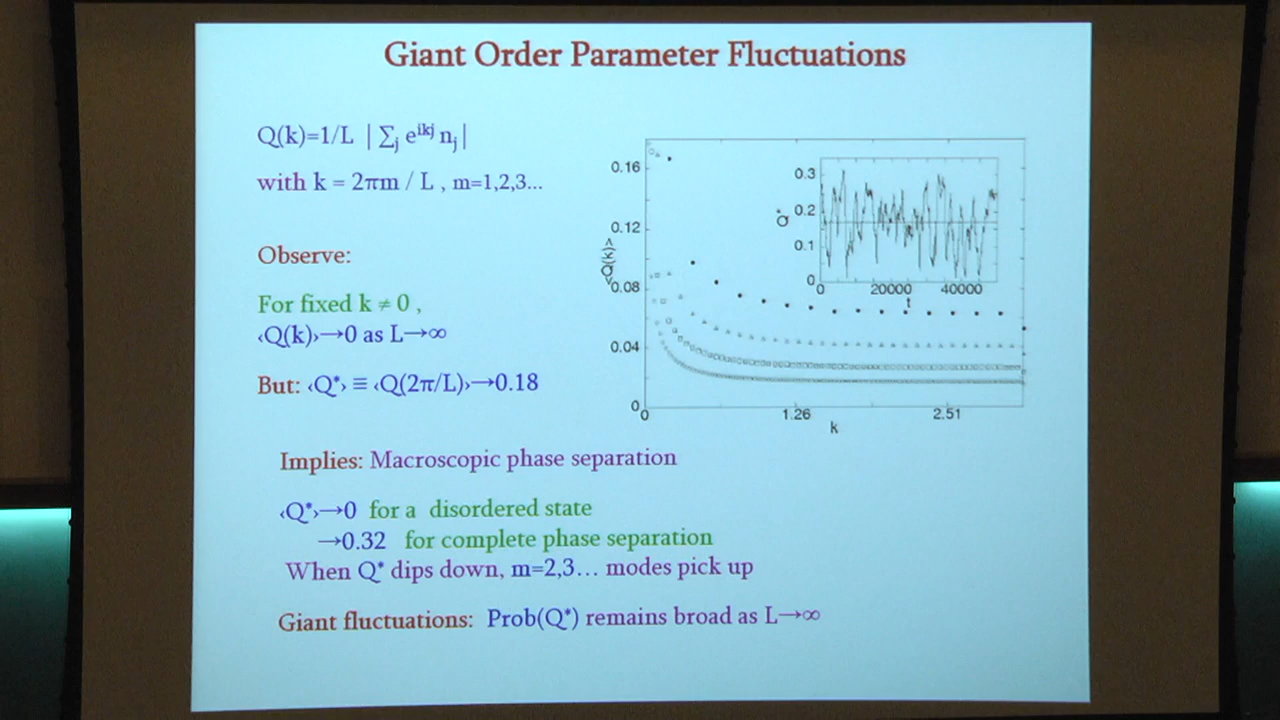 Giant Order Parameter Fluctuations
Q(k)=1/L | ∑j e^ikj nj|
with k = 2πm / L , m=1,2,3...
Observe:
For fixed k ≠ 0 ,
‹Q(k)›→0 as L→∞
But: ‹Q*› ≡ ‹Q(2π/L)›→0.18
<Q(k)>
0.16
0.12
0.08
0.04
0
0
1.26
2.51
k
Q*
0.3
0.2
0.1
0
0
20000
40000
t
Implies: Macroscopic phase separation
‹Q*›→0 for a disordered state
→0.32 for complete phase separation
When Q* dips down, m=2,3... modes pick up
Giant fluctuations: Prob(Q*) remains broad as L→∞